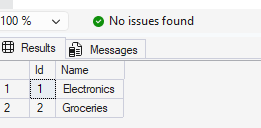 100 % No issues found
Results Messages
Id Name
1 1 Electronics
2 2 Groceries